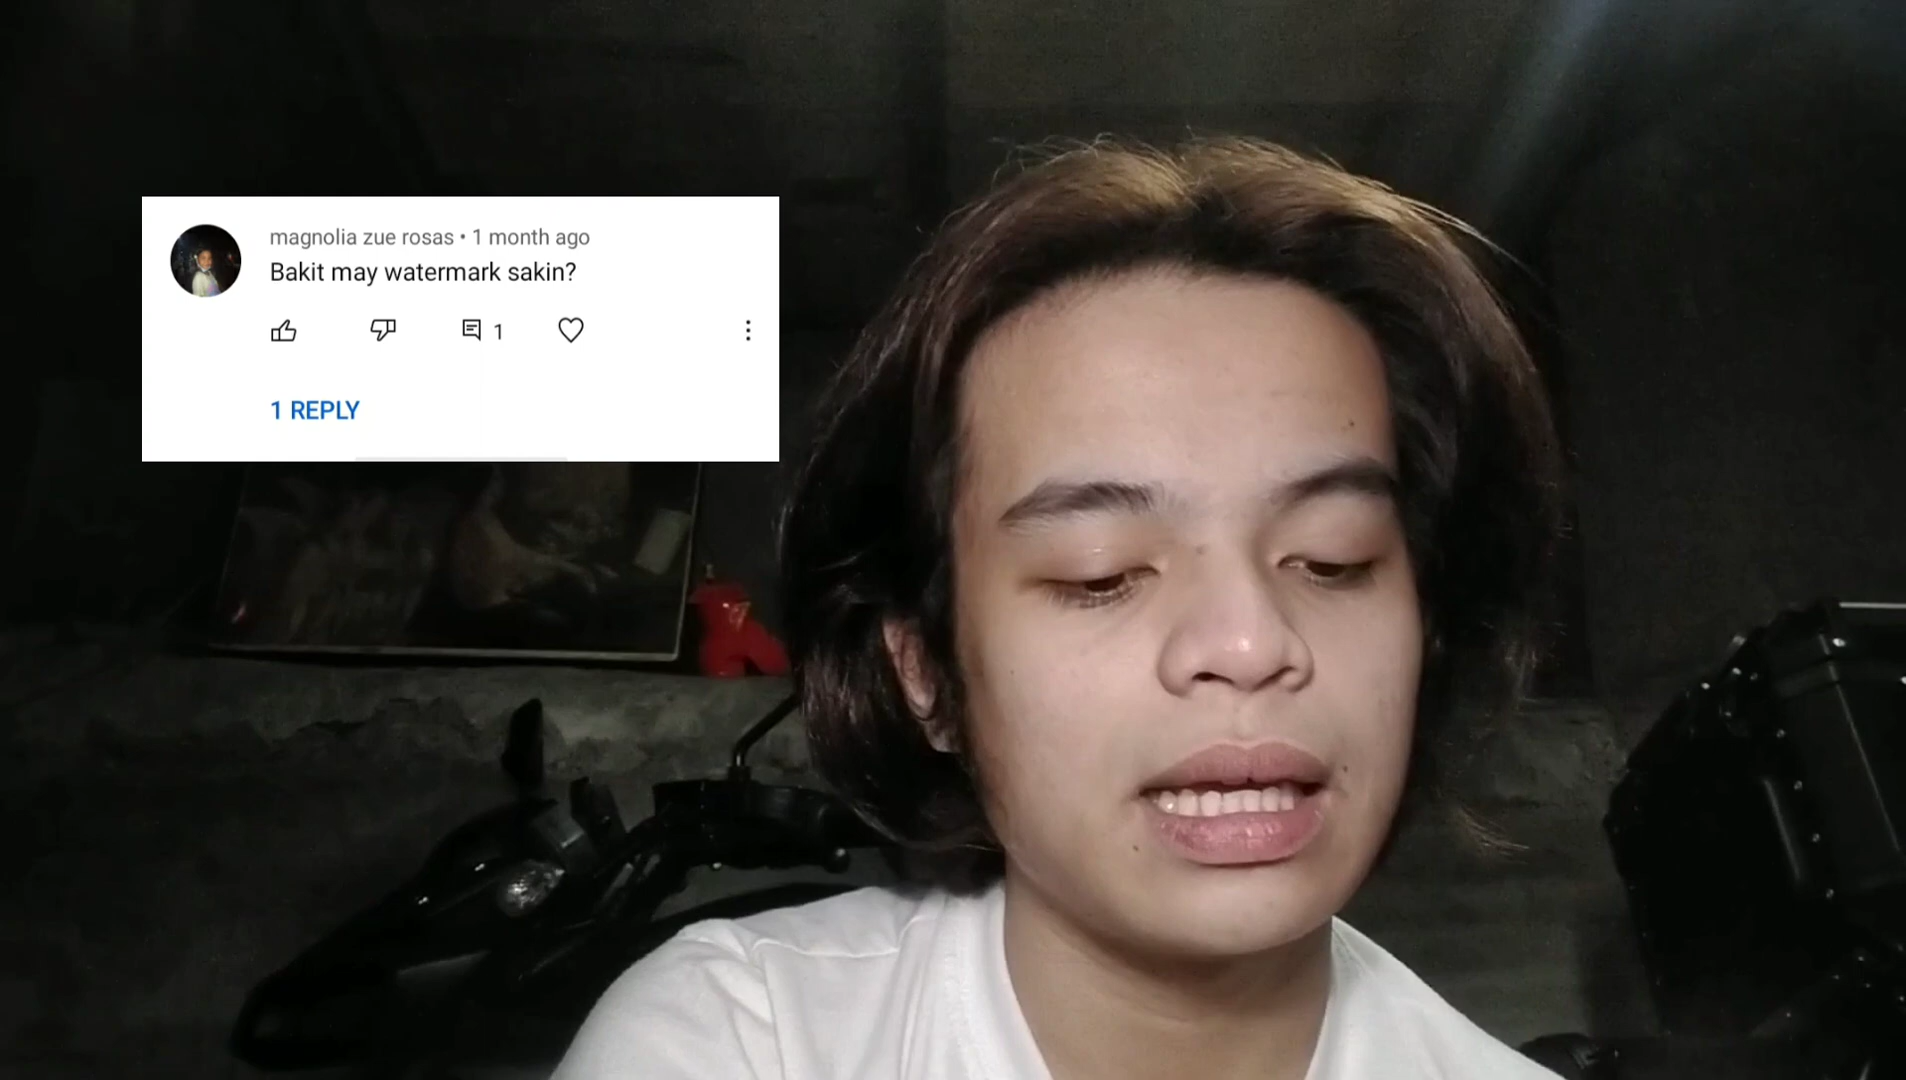 magnolia zue rosas • 1 month ago
Bakit may watermark sakin?
1
1 REPLY